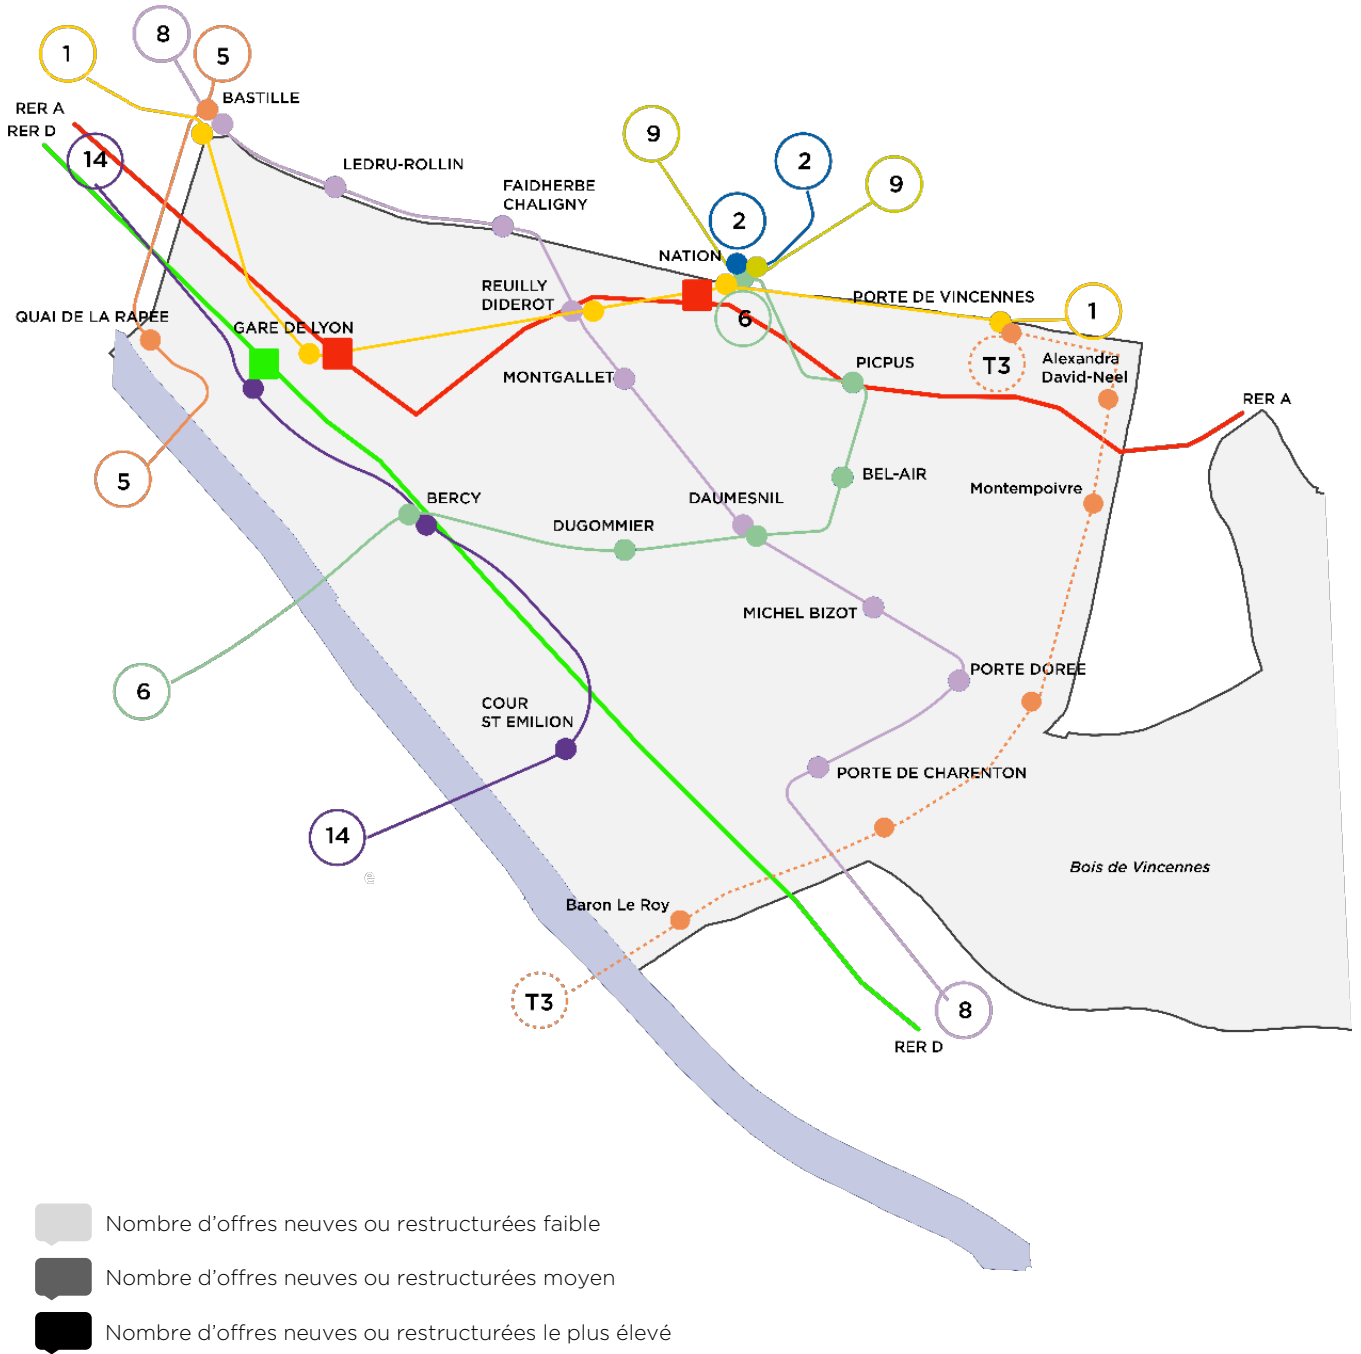 8
1
5
BASTILLE
RER A
RER D
14
LEDRU-ROLLIN
9
2
9
FAIDHERBE
CHALIGNY
2
NATION
REUILLY
DIDEROT
PORTE DE VINCENNES
1
QUAI DE LA RAPÉE
GARE DE LYON
6
T3
Alexandra
David-Neel
PICPUS
MONTGALLET
RER A
5
BEL-AIR
Montempoivre
BERCY
DAUMESNIL
DUGOMMIER
MICHEL BIZOT
6
PORTE DORÉE
COUR
ST EMILION
PORTE DE CHARENTON
14
e
Bois de Vincennes
Baron Le Roy
T3
8
RER D
Nombre d’offres neuves ou restructurées faible
Nombre d’offres neuves ou restructurées moyen
Nombre d’offres neuves ou restructurées le plus élevé